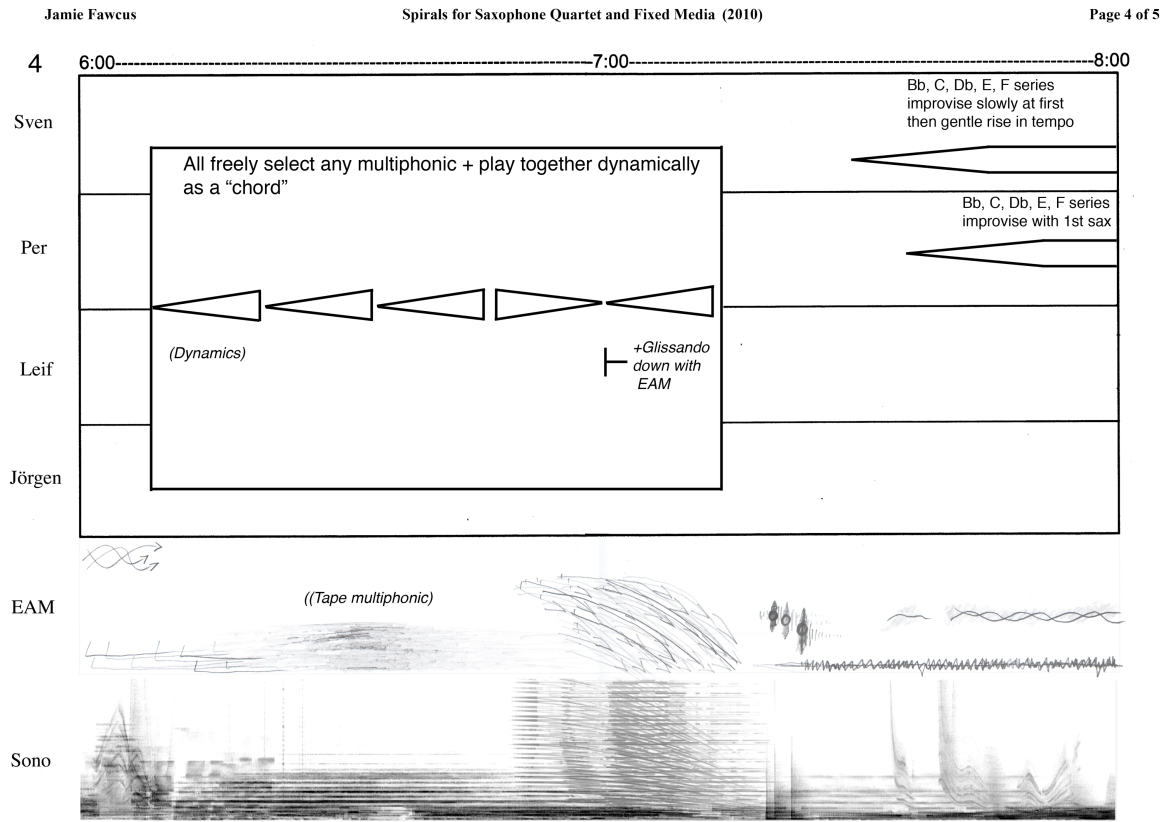 Jamie Fawcus
Spirals for Saxophone Quartet and Fixed Media (2010)
Page 4 of 5
4
6:00
7:00
8:00
Sven
Bb, C, Db, E, F series
improvise slowly at first
then gentle rise in tempo
All freely select any multiphonic + play together dynamically
as a “chord”
Per
Bb, C, Db, E, F series
improvise with 1st sax
(Dynamics)
+Glissando
down with
EAM
Leif
Jörgen
EAM
((Tape multiphonic)
Sono